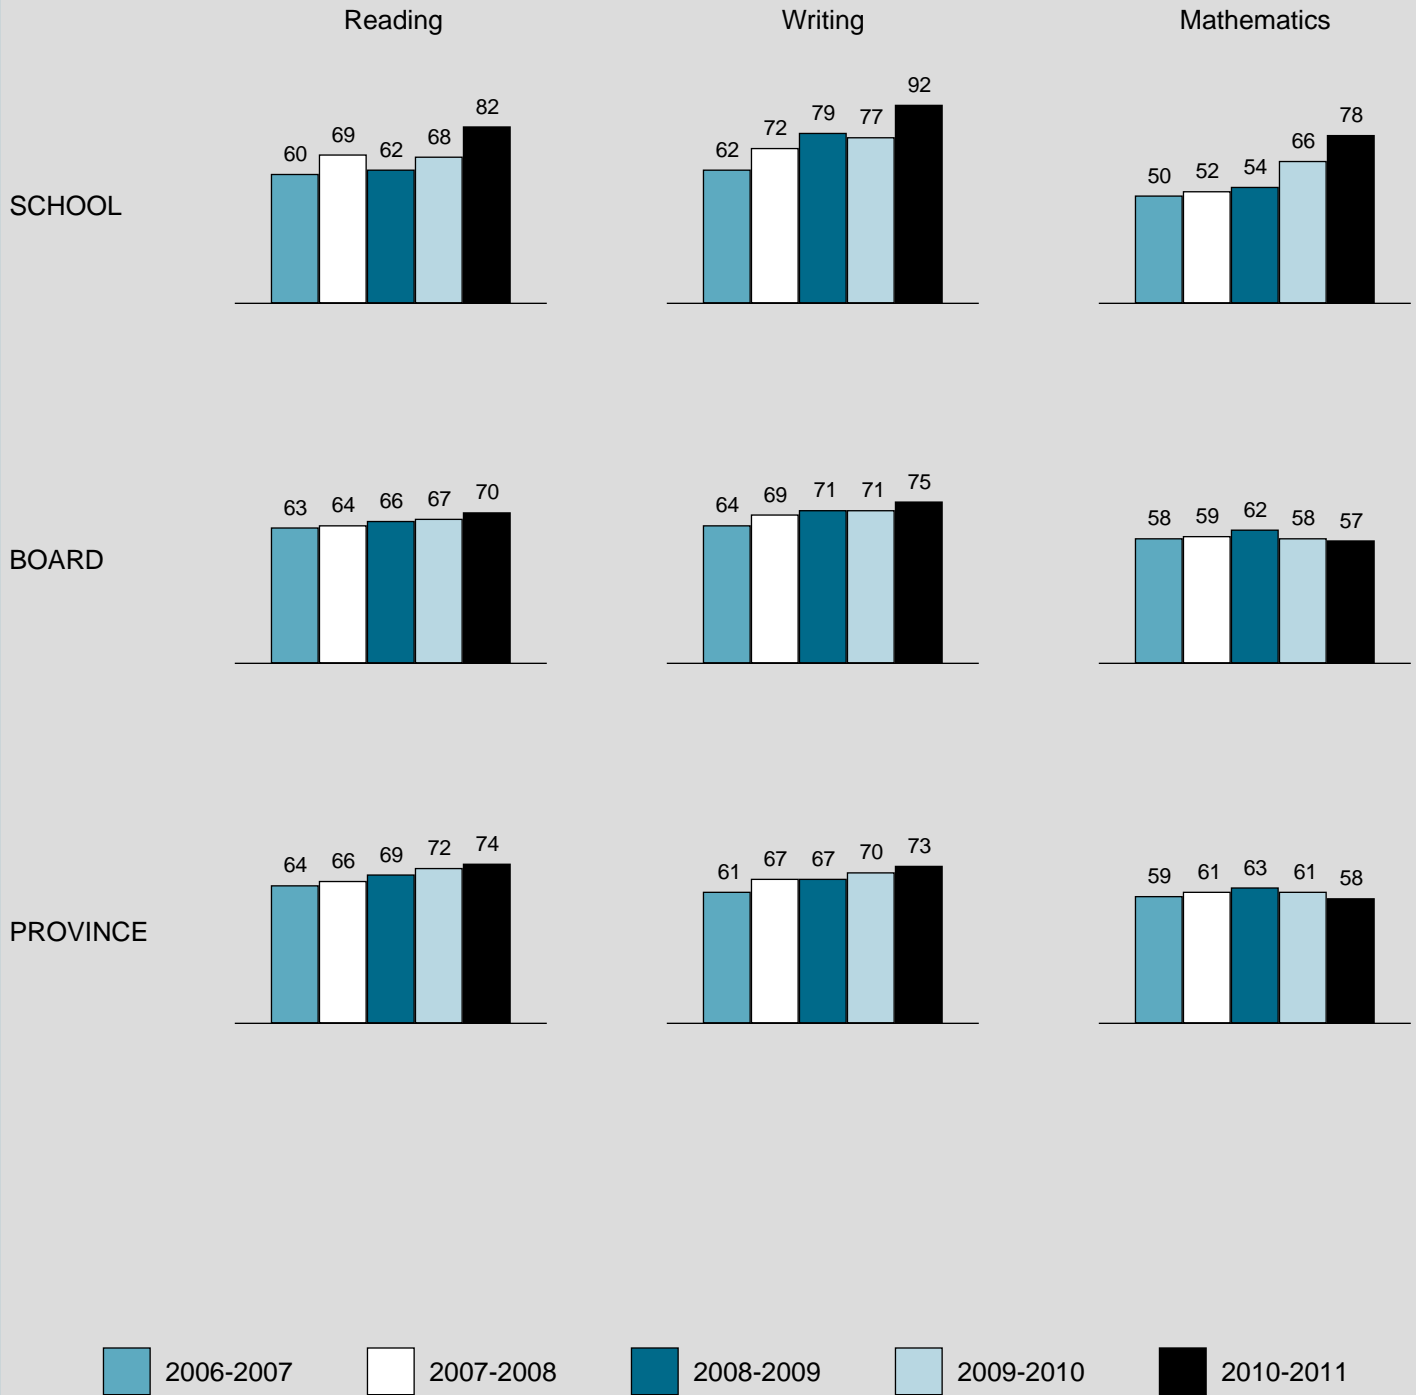 Reading Writing Mathematics
SCHOOL
60 69 62 68 82
62 72 79 77 92
50 52 54 66 78
BOARD
63 64 66 67 70
64 69 71 71 75
58 59 62 58 57
PROVINCE
64 66 69 72 74
61 67 67 70 73
59 61 63 61 58
2006-2007 2007-2008 2008-2009 2009-2010 2010-2011